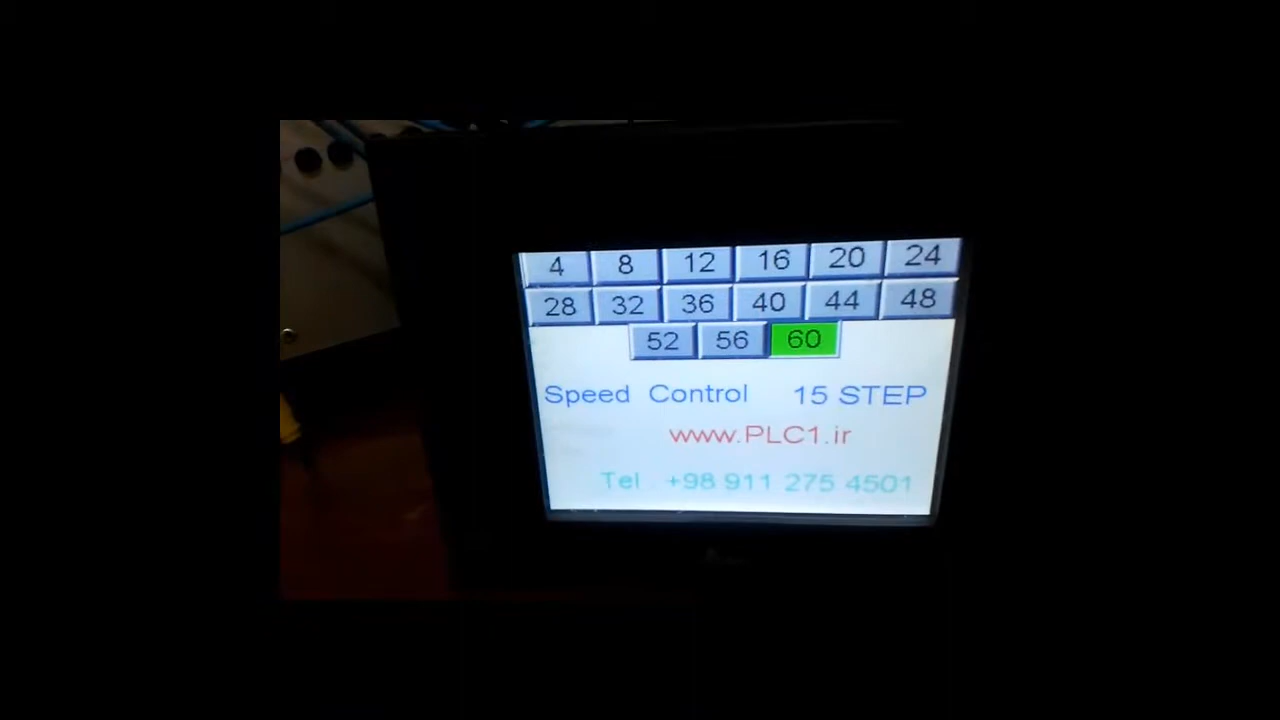 4 8 12 16 20 24
28 32 36 40 44 48
52 56 60
Speed Control 15 STEP
www.PLC1.ir
Tel +98 911 275 4501